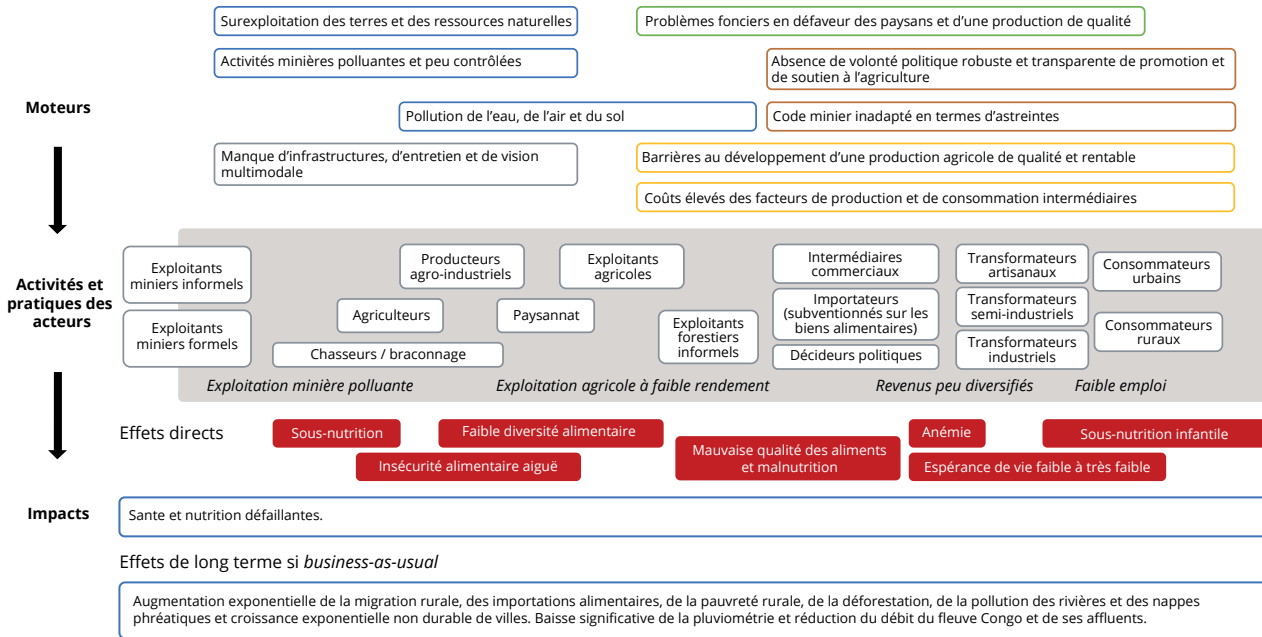 Surexploitation des terres et des ressources naturelles
Problèmes fonciers en défaveur des paysans et d'une production de qualité
Activités minières polluantes et peu contrôlées
Absence de volonté politique robuste et transparente de promotion et
de soutien à l'agriculture
Moteurs
Pollution de l'eau, de l'air et du sol
Code minier inadapté en termes d'astreintes
Manque d'infrastructures, d'entretien et de vision
multimodale
Barrières au développement d'une production agricole de qualité et rentable
Coûts élevés des facteurs de production et de consommation intermédiaires
Activités et
pratiques des
acteurs
Exploitants
miniers informels
Exploitants
miniers formels
Producteurs
agro-industriels
Exploitants
agricoles
Agriculteurs
Paysannat
Chasseurs / braconnage
Exploitants
forestiers
informels
Intermédiaires
commerciaux
Importateurs
(subventionnés sur les
biens alimentaires)
Décideurs politiques
Transformateurs
artisanaux
Transformateurs
semi-industriels
Transformateurs
industriels
Consommateurs
urbains
Consommateurs
ruraux
Exploitation minière polluante
Exploitation agricole à faible rendement
Revenus peu diversifiés
Faible emploi
Effets directs
Sous-nutrition
Faible diversité alimentaire
Anémie
Sous-nutrition infantile
Insécurité alimentaire aiguë
Mauvaise qualité des aliments
et malnutrition
Espérance de vie faible à très faible
Impacts
Sante et nutrition défaillantes.
Effets de long terme si business-as-usual
Augmentation exponentielle de la migration rurale, des importations alimentaires, de la pauvreté rurale, de la déforestation, de la pollution des rivières et des nappes
phréatiques et croissance exponentielle non durable de villes. Baisse significative de la pluviométrie et réduction du débit du fleuve Congo et de ses affluents.